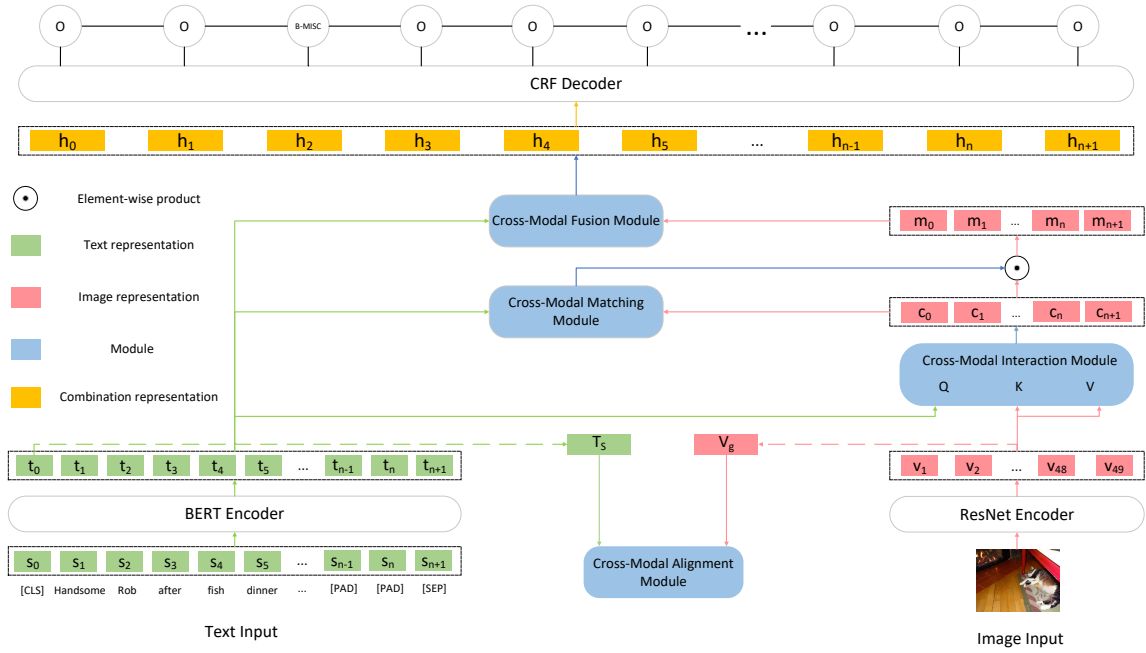 O O B-MISC O O O ... O O O
CRF Decoder
h0 h1 h2 h3 h4 h5 ... hn-1 hn hn+1
Element-wise product
Text representation
Image representation
Module
Combination representation
Cross-Modal Fusion Module
m0 m1 ... mn mn+1
Cross-Modal Matching
Module
c0 c1 ... cn cn+1
Cross-Modal Interaction Module
Q K V
TS Vg
t0 t1 t2 t3 t4 t5 ... tn-1 tn tn+1
v1 v2 ... v48 v49
BERT Encoder
ResNet Encoder
s0 s1 s2 s3 s4 s5 ... sn-1 sn sn+1
Cross-Modal Alignment
Module
[CLS] Handsome Rob after fish dinner ... [PAD] [PAD] [SEP]
Text Input
Image Input